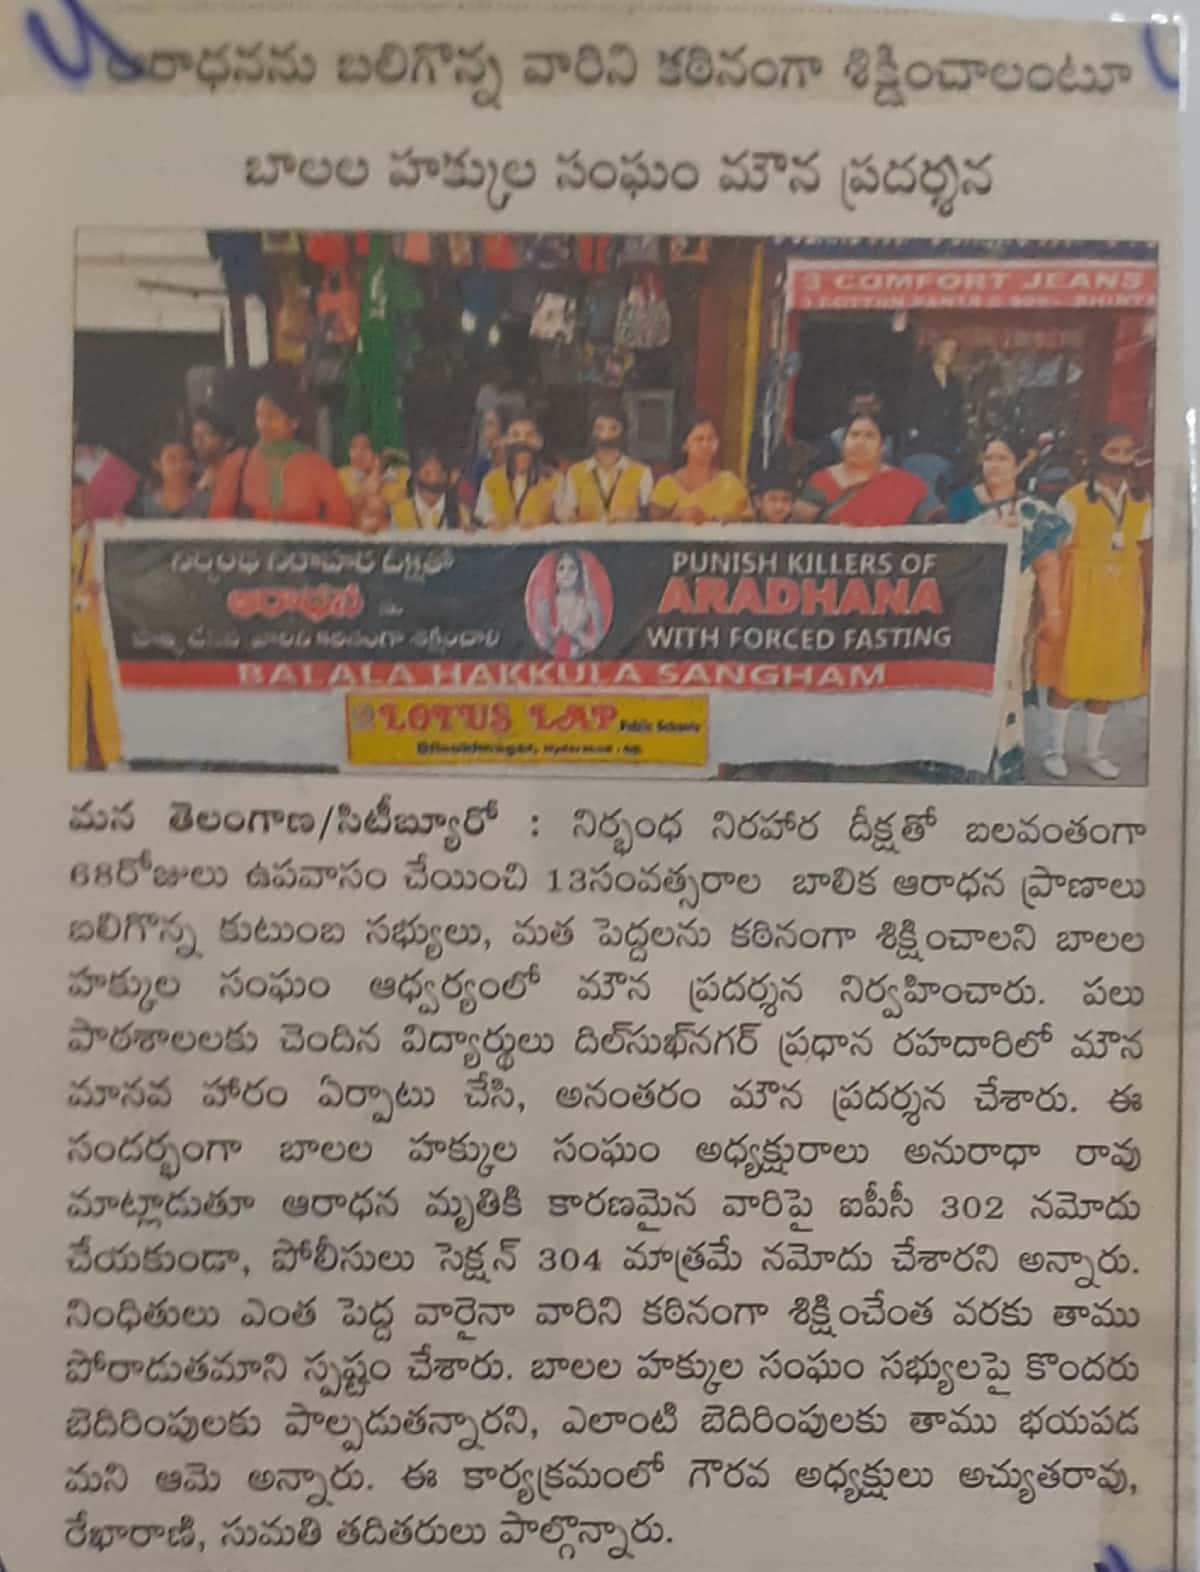 ఆరాధనను బలిగొన్న వారిని కఠినంగా శిక్షించాలంటూ
బాలల హక్కుల సంఘం మౌన ప్రదర్శన
3 COMFORT JEANS
నిర్బంధ నిరాహార దీక్షతో
ఆరాధన ను
కఠినంగా శిక్షించాలి
PUNISH KILLERS OF
ARADHANA
WITH FORCED FASTING
BALALA HAKKULA SANGHAM
LOTUS LAP Public Schools
Dilsukhnagar, Hyderabad - AP.
మన తెలంగాణ/సిటీబ్యూరో : నిర్భంధ నిరహార దీక్షతో బలవంతంగా
68రోజులు ఉపవాసం చేయించి 13సంవత్సరాల బాలిక ఆరాధన ప్రాణాలు
బలిగొన్న కుటుంబ సభ్యులు, మత పెద్దలను కఠినంగా శిక్షించాలని బాలల
హక్కుల సంఘం ఆధ్వర్యంలో మౌన ప్రదర్శన నిర్వహించారు. పలు
పాఠశాలలకు చెందిన విద్యార్థులు దిల్‌సుఖ్‌నగర్ ప్రధాన రహదారిలో మౌన
మానవ హారం ఏర్పాటు చేసి, అనంతరం మౌన ప్రదర్శన చేశారు. ఈ
సందర్భంగా బాలల హక్కుల సంఘం అధ్యక్షురాలు అనురాధా రావు
మాట్లాడుతూ ఆరాధన మృతికి కారణమైన వారిపై ఐపీసీ 302 నమోదు
చేయకుండా, పోలీసులు సెక్షన్ 304 మాత్రమే నమోదు చేశారని అన్నారు.
నింధితులు ఎంత పెద్ద వారైనా వారిని కఠినంగా శిక్షించేంత వరకు తాము
పోరాడుతమాని స్పష్టం చేశారు. బాలల హక్కుల సంఘం సభ్యులపై కొందరు
బెదిరింపులకు పాల్పడుతన్నారని, ఎలాంటి బెదిరింపులకు తాము భయపడ
మని ఆమె అన్నారు. ఈ కార్యక్రమంలో గౌరవ అధ్యక్షులు అచ్యుతరావు,
రేఖారాణి, సుమతి తదితరులు పాల్గొన్నారు.